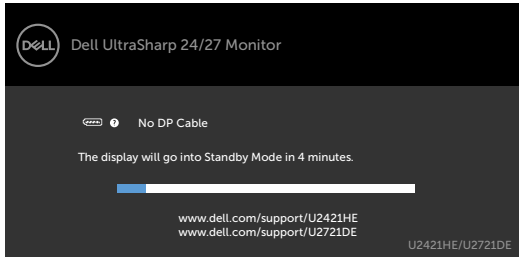 DELL
Dell UltraSharp 24/27 Monitor
? No DP Cable
The display will go into Standby Mode in 4 minutes.
www.dell.com/support/U2421HE
www.dell.com/support/U2721DE
U2421HE/U2721DE